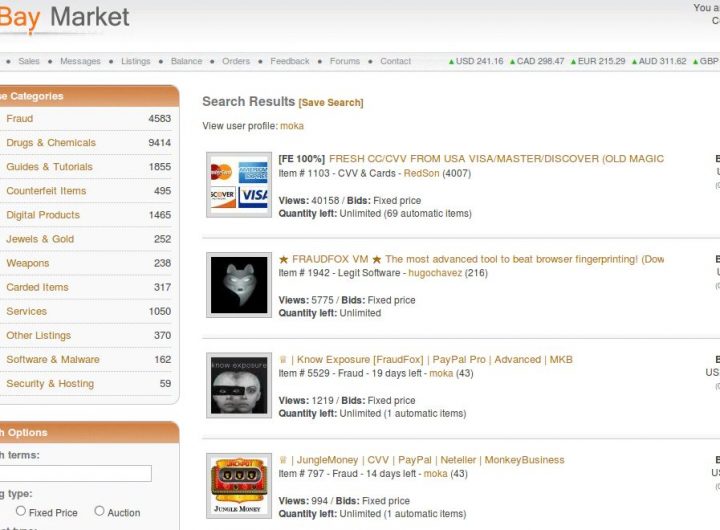 Bay Market
You a
C
Sales • Messages • Listings • Balance • Orders • Feedback • Forums • Contact
USD 241.16 CAD 298.47 EUR 215.29 AUD 311.62 GBP
se Categories
Fraud 4583
Drugs & Chemicals 9414
Guides & Tutorials 1855
Counterfeit Items 495
Digital Products 1465
Jewels & Gold 252
Weapons 238
Carded Items 317
Services 1050
Other Listings 370
Software & Malware 162
Security & Hosting 59
h Options
h terms:
g type:
Fixed Price Auction
Search Results [Save Search]
View user profile: moka
[FE 100%] FRESH CC/CVV FROM USA VISA/MASTER/DISCOVER (OLD MAGIC
Item # 1103 - CVV & Cards - RedSon (4007)
Views: 40158 / Bids: Fixed price
Quantity left: Unlimited (69 automatic items)
★ FRAUDFOX VM ★ The most advanced tool to beat browser fingerprinting! (Dow
Item # 1942 - Legit Software - hugochavez (216)
Views: 5775 / Bids: Fixed price
Quantity left: Unlimited
know exposure
♕ | Know Exposure [FraudFox] | PayPal Pro | Advanced | MKB
Item # 5529 - Fraud - 19 days left - moka (43)
US
Views: 1219 / Bids: Fixed price
Quantity left: Unlimited (1 automatic items)
JACKPOT
JUNGLE MONEY
♕ | JungleMoney | CVV | PayPal | Neteller | MonkeyBusiness
Item # 797 - Fraud - 14 days left - moka (43)
Views: 994 / Bids: Fixed price
Quantity left: Unlimited (1 automatic items)